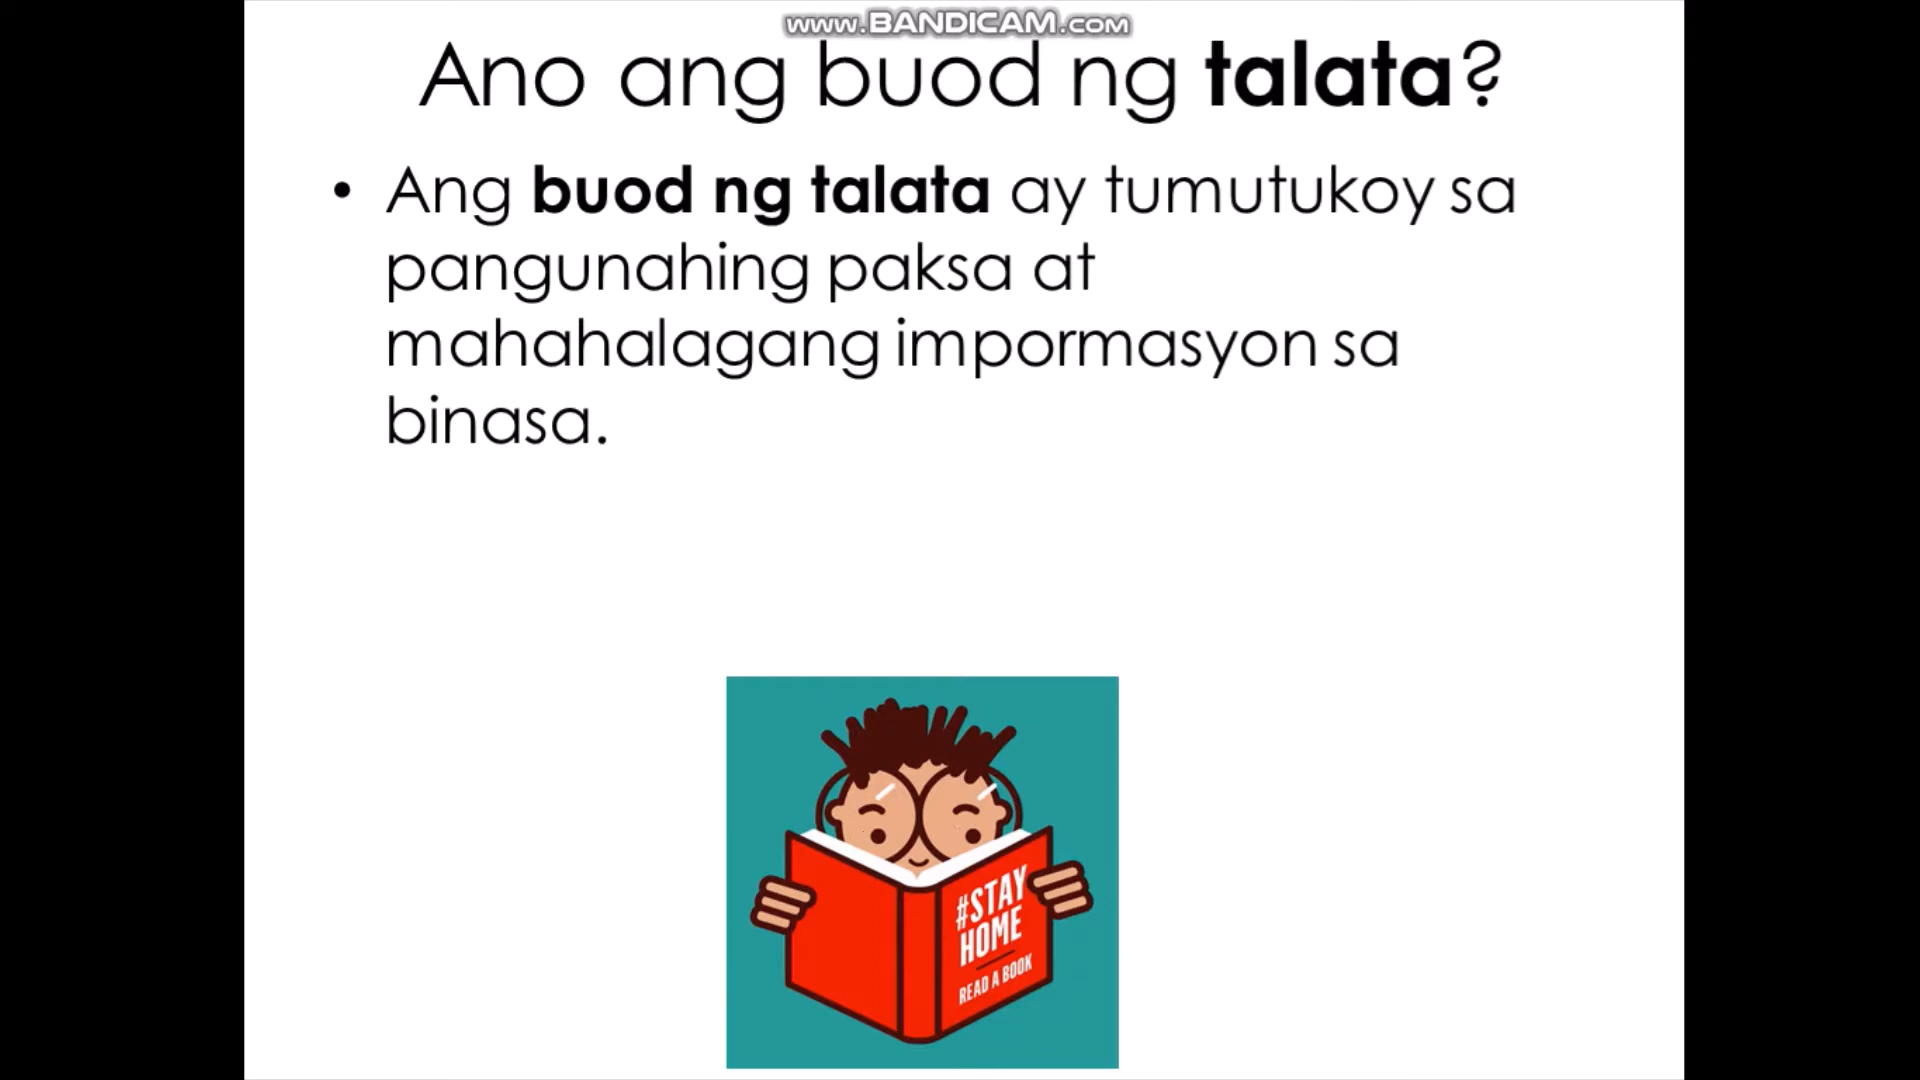 www.BANDICAM.com
Ano ang buod ng talata?
• Ang buod ng talata ay tumutukoy sa
pangunahing paksa at
mahahalagang impormasyon sa
binasa.
#STAY
HOME
READ A BOOK